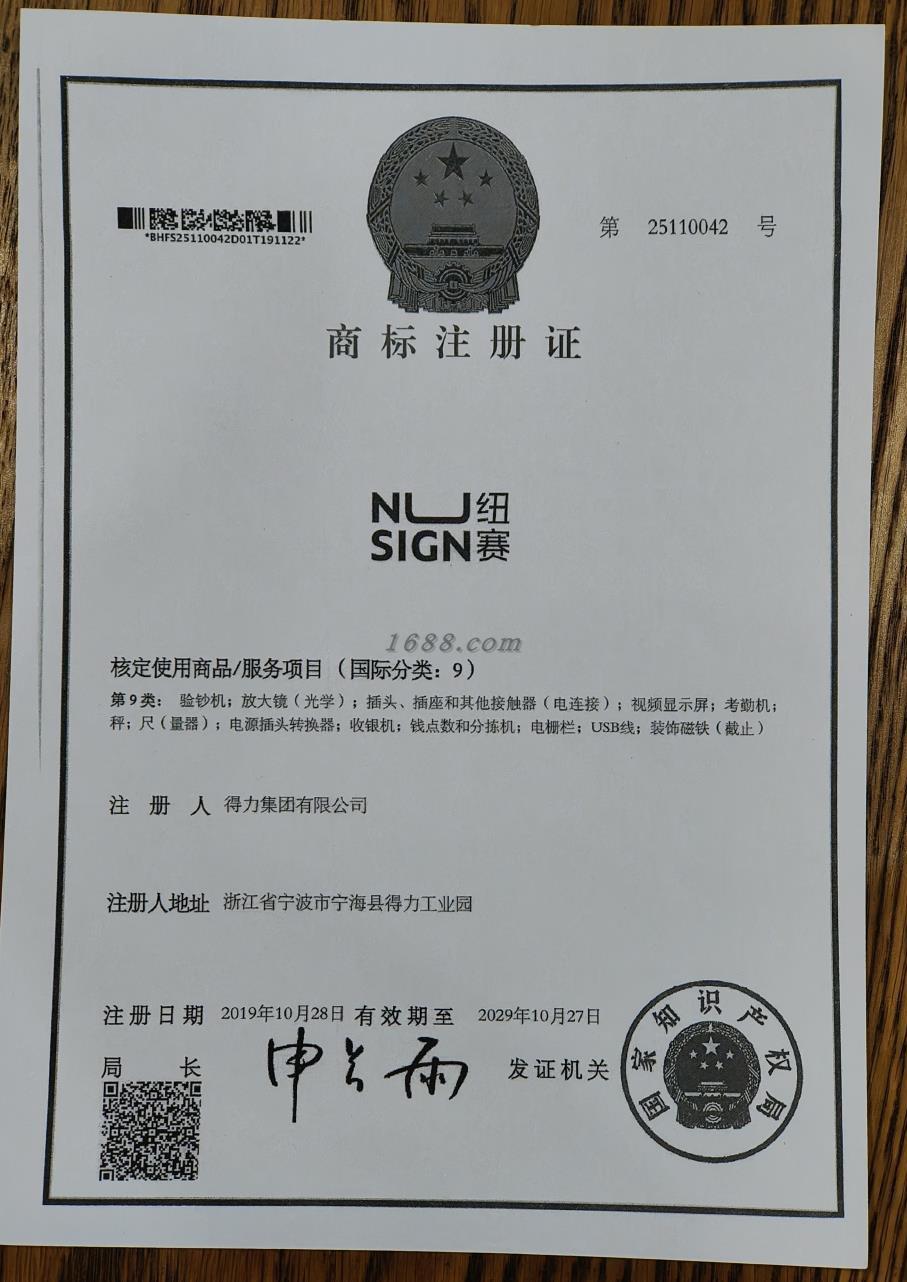 *BHFS25110042D01T191122*
第 25110042 号
商标注册证
NU纽
SIGN赛
1688.com
核定使用商品/服务项目（国际分类：9）
第9类：验钞机；放大镜（光学）；插头、插座和其他接触器（电连接）；视频显示屏；考勤机；
秤；尺（量器）；电源插头转换器；收银机；钱点数和分拣机；电栅栏；USB线；装饰磁铁（截止）
注册人 得力集团有限公司
注册人地址 浙江省宁波市宁海县得力工业园
注册日期 2019年10月28日 有效期至 2029年10月27日
局长 申长雨 发证机关
国家知识产权局